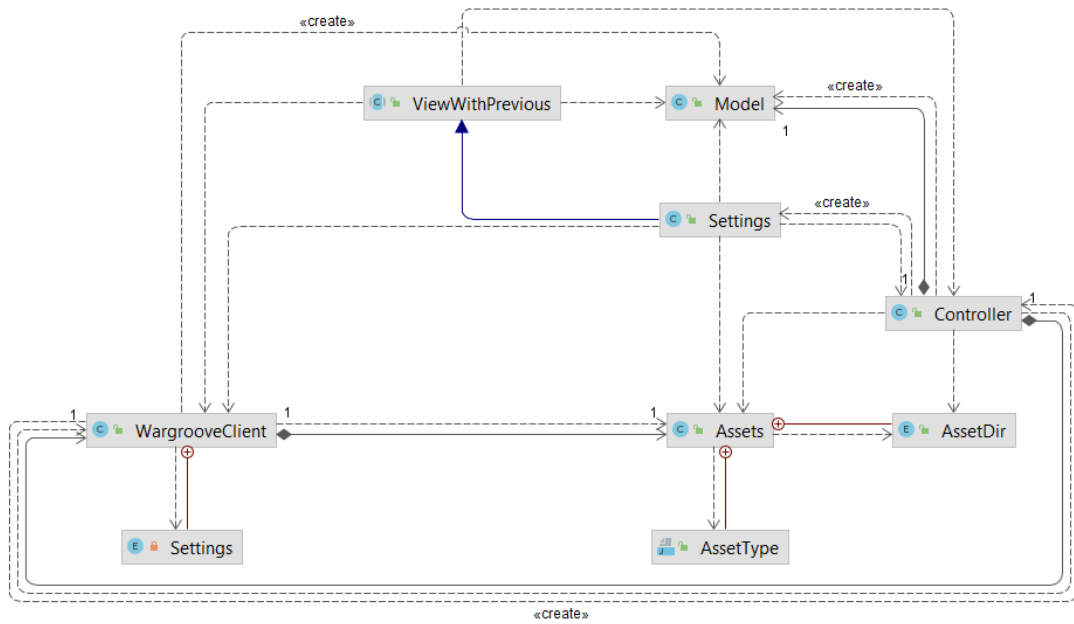 «create»
C ViewWithPrevious
C Model
«create»
1
C Settings
«create»
1
C Controller
1
1
C WargrooveClient
1
1
C Assets
E AssetDir
E Settings
J AssetType
«create»